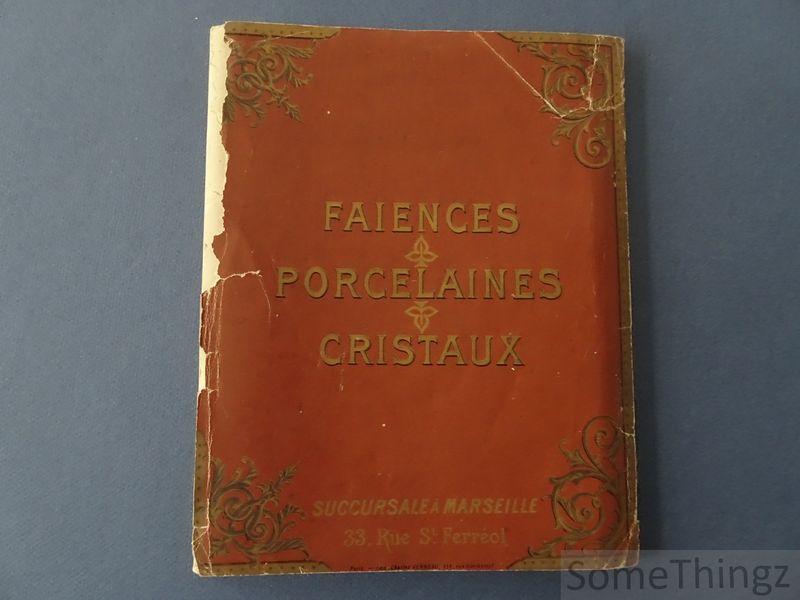 FAIENCES
PORCELAINES
CRISTAUX
SUCCURSALE À MARSEILLE
33, Rue St Ferréol
SomeThingz